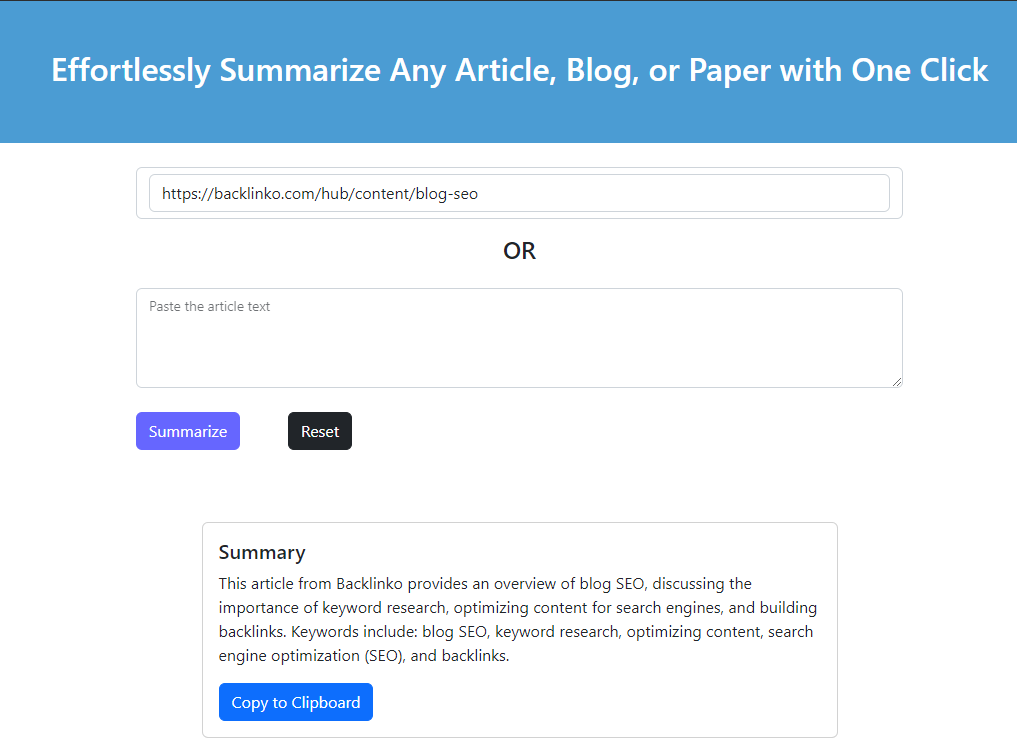 Effortlessly Summarize Any Article, Blog, or Paper with One Click
https://backlinko.com/hub/content/blog-seo
OR
Paste the article text
Summarize
Reset
Summary
This article from Backlinko provides an overview of blog SEO, discussing the
importance of keyword research, optimizing content for search engines, and building
backlinks. Keywords include: blog SEO, keyword research, optimizing content, search
engine optimization (SEO), and backlinks.
Copy to Clipboard